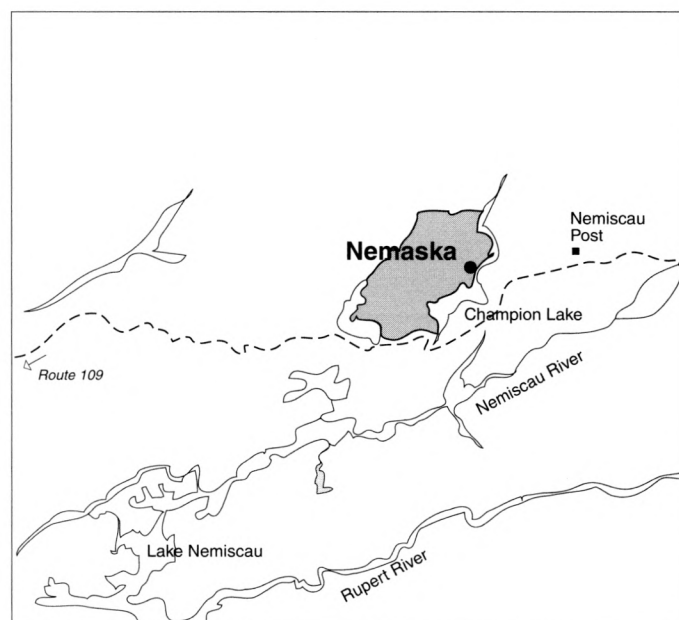 Nemiscau
Post
Nemaska
Champion Lake
Route 109
Nemiscau River
Lake Nemiscau
Rupert River